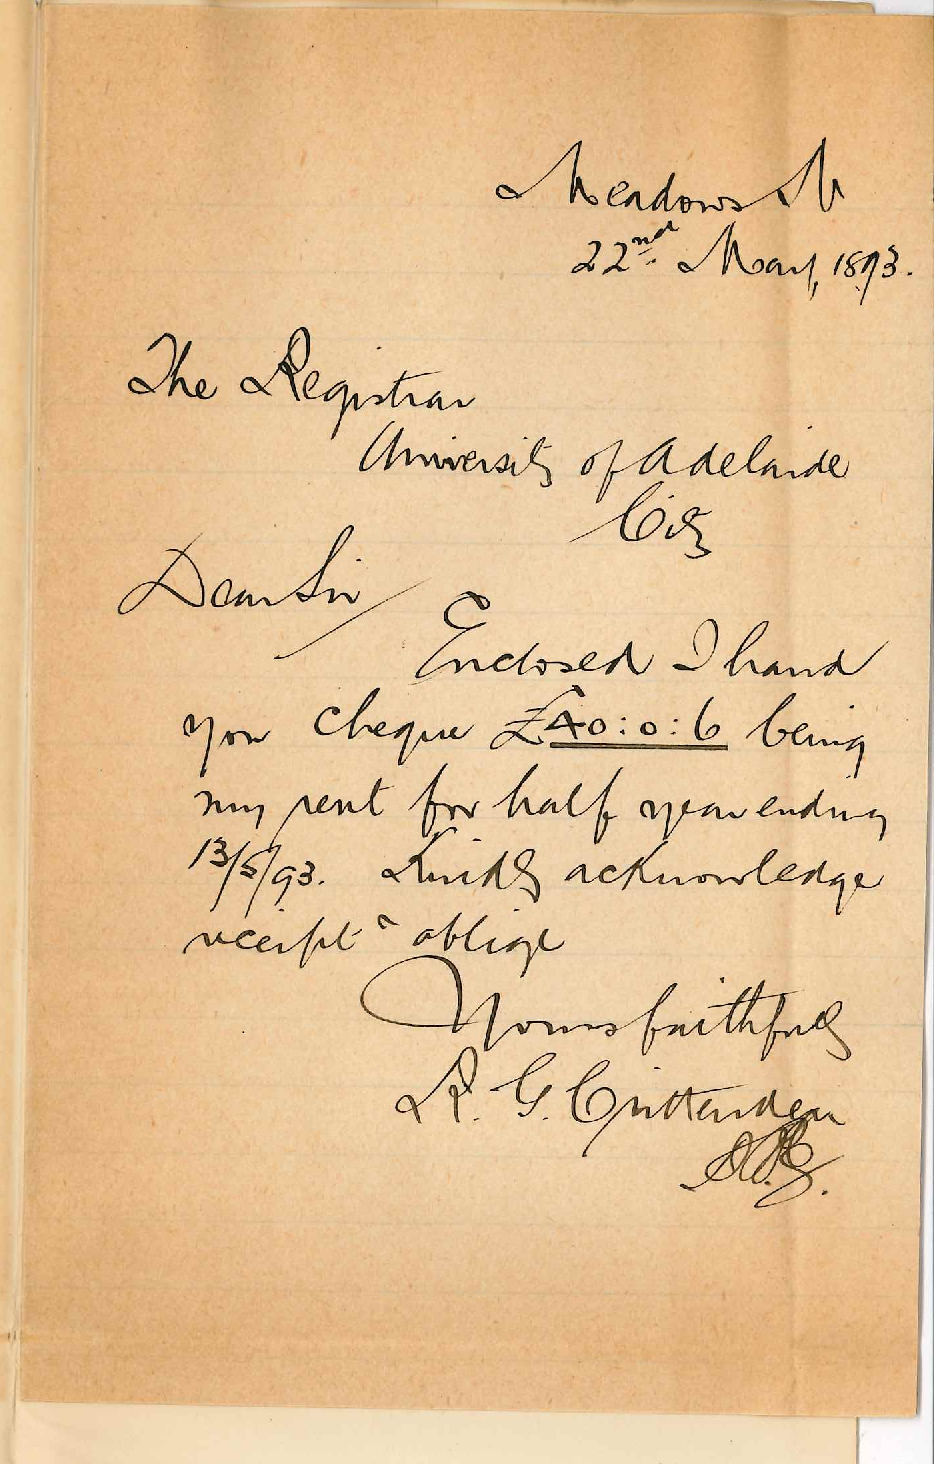 Meadows
22nd May, 1893.
The Registrar
University of Adelaide
City
Dear Sir/
Enclosed I hand
you cheque £40:0:6 being
my rent for half year ending
13/5/93. Kindly acknowledge
receipt & oblige
Yours faithfully
R. G. Crittenden